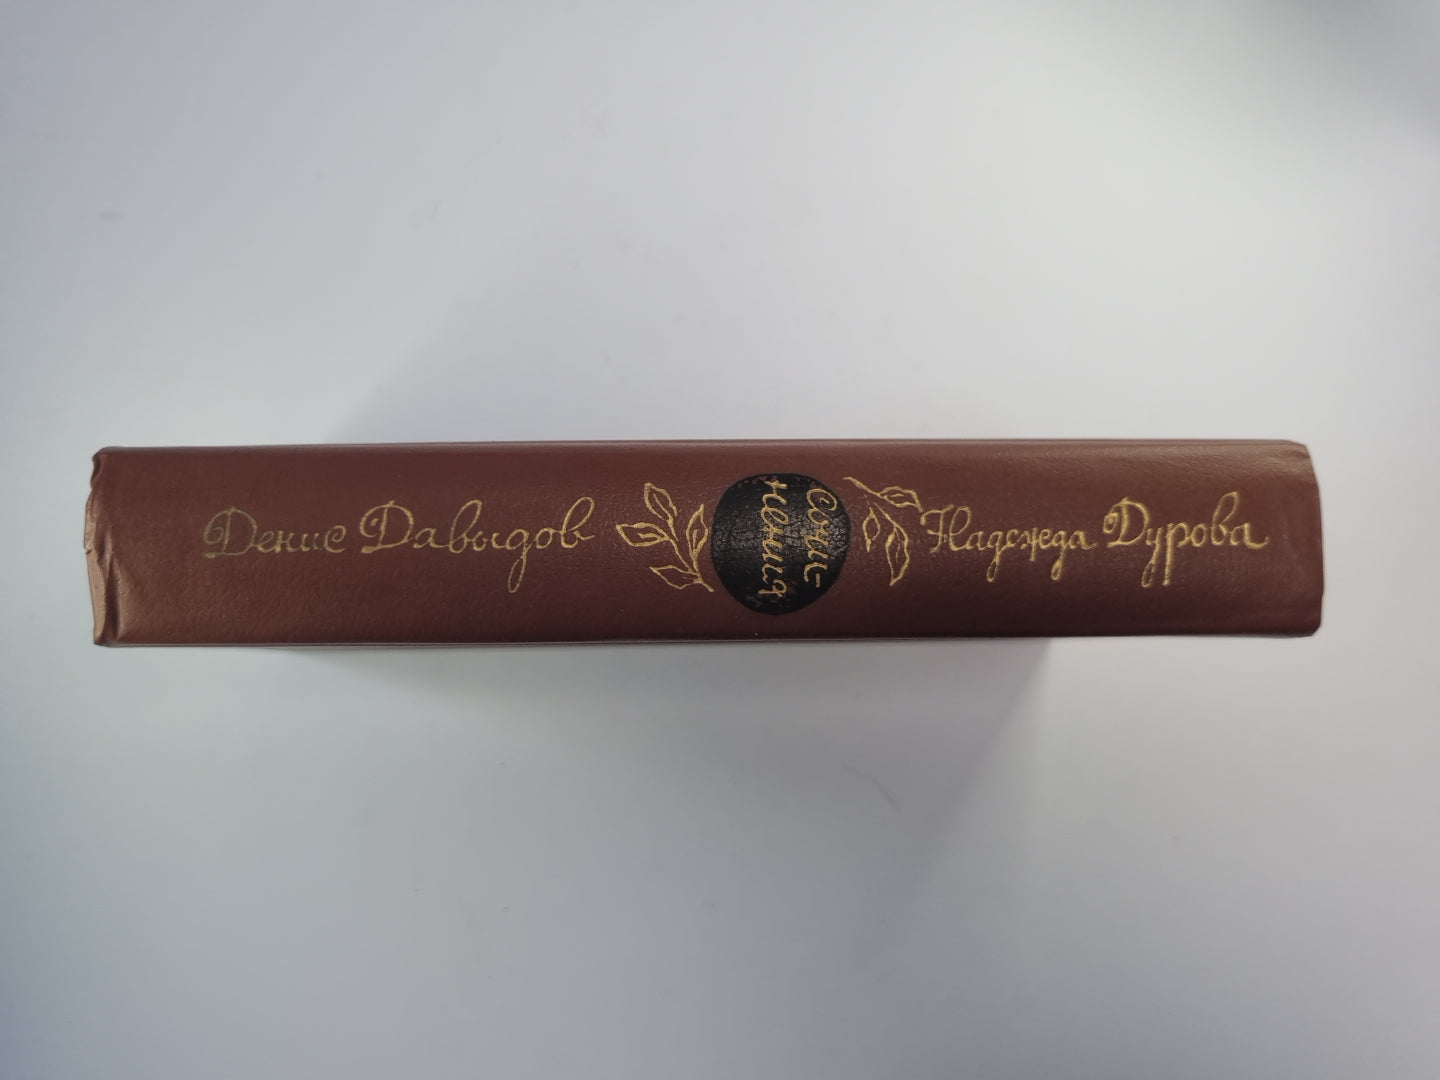 Денис Давыдов
сочи-
нения
Надежда Дурова